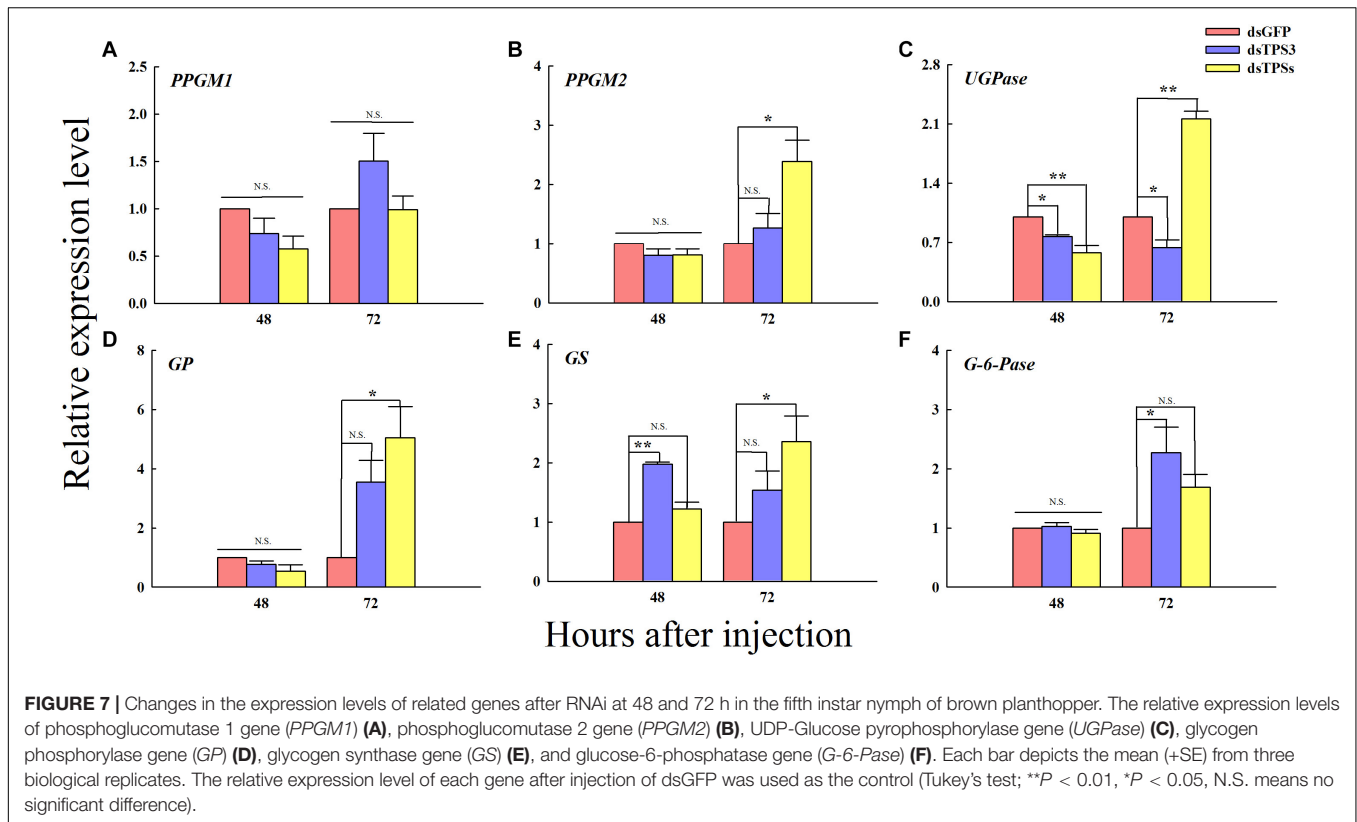 A
PPGM1
2.5
2.0
1.5
1.0
0.5
0.0
N.S.
N.S.
48
72
B
PPGM2
4
3
2
1
0
N.S.
N.S.
*
48
72
C
UGPase
2.8
2.1
1.4
0.7
0.0
*
**
*
**
48
72
dsGFP
dsTPS3
dsTPSs
Relative expression level
D
GP
8
6
4
2
0
N.S.
N.S.
*
48
72
E
GS
4
3
2
1
0
**
N.S.
N.S.
*
48
72
F
G-6-Pase
4
3
2
1
0
N.S.
*
N.S.
48
72
Hours after injection
FIGURE 7 | Changes in the expression levels of related genes after RNAi at 48 and 72 h in the fifth instar nymph of brown planthopper. The relative expression levels
of phosphoglucomutase 1 gene (PPGM1) (A), phosphoglucomutase 2 gene (PPGM2) (B), UDP-Glucose pyrophosphorylase gene (UGPase) (C), glycogen
phosphorylase gene (GP) (D), glycogen synthase gene (GS) (E), and glucose-6-phosphatase gene (G-6-Pase) (F). Each bar depicts the mean (+SE) from three
biological replicates. The relative expression level of each gene after injection of dsGFP was used as the control (Tukey's test; **P < 0.01, *P < 0.05, N.S. means no
significant difference).